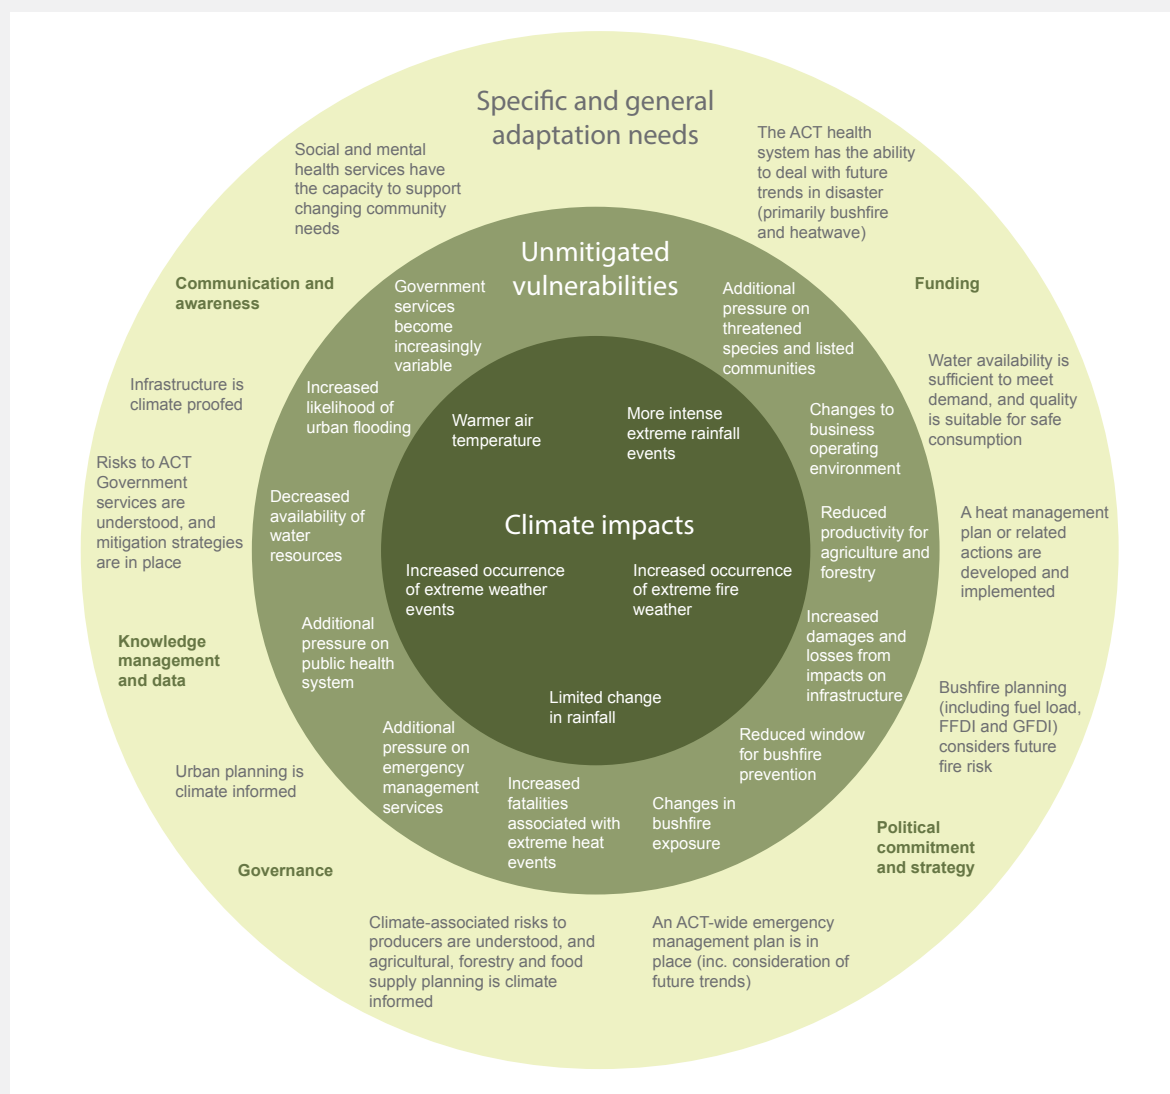 Specific and general
adaptation needs
Social and mental
health services have
the capacity to support
changing community
needs
The ACT health
system has the ability
to deal with future
trends in disaster
(primarily bushfire
and heatwave)
Communication and
awareness
Funding
Infrastructure is
climate proofed
Water availability is
sufficient to meet
demand, and quality
is suitable for safe
consumption
Risks to ACT
Government
services are
understood, and
mitigation strategies
are in place
A heat management
plan or related
actions are
developed and
implemented
Knowledge
management
and data
Bushfire planning
(including fuel load,
FFDI and GFDI)
considers future
fire risk
Urban planning is
climate informed
Political
commitment
and strategy
Governance
Climate-associated risks to
producers are understood, and
agricultural, forestry and food
supply planning is climate
informed
An ACT-wide emergency
management plan is in
place (inc. consideration of
future trends)
Unmitigated
vulnerabilities
Government
services
become
increasingly
variable
Additional
pressure on
threatened
species and listed
communities
Increased
likelihood of
urban flooding
Changes to
business
operating
environment
Decreased
availability of
water
resources
Reduced
productivity for
agriculture and
forestry
Additional
pressure on
public health
system
Increased
damages and
losses from
impacts on
infrastructure
Additional
pressure on
emergency
management
services
Reduced window
for bushfire
prevention
Increased
fatalities
associated with
extreme heat
events
Changes in
bushfire
exposure
Warmer air
temperature
More intense
extreme rainfall
events
Climate impacts
Increased occurrence
of extreme weather
events
Increased occurrence
of extreme fire
weather
Limited change
in rainfall